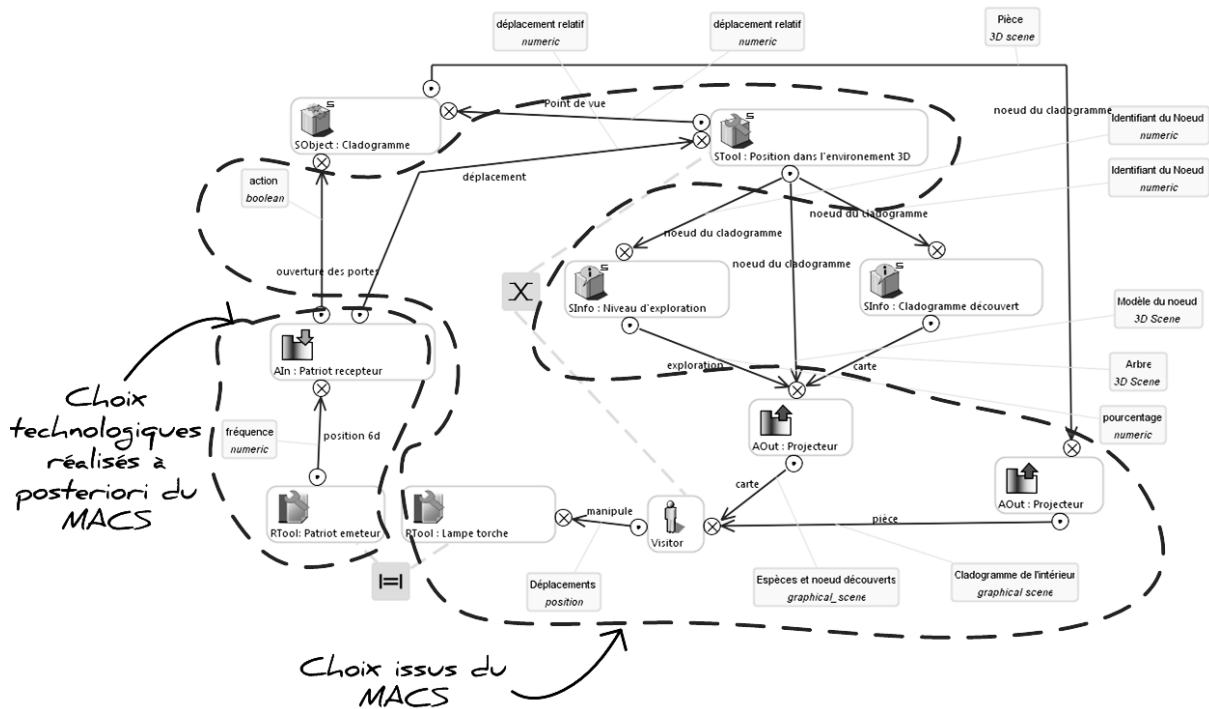 déplacement relatif
numeric
déplacement relatif
numeric
Pièce
3D scene
Point de vue
noeud du cladogramme
Identifiant du Noeud
numeric
SObject : Cladogramme
S
STool : Position dans l'environement 3D
S
action
boolean
déplacement
Identifiant du Noeud
numeric
noeud du cladogramme
noeud du cladogramme
noeud du cladogramme
ouverture des portes
SInfo : Niveau d'exploration
S
SInfo : Cladogramme découvert
S
Modèle du noeud
3D Scene
AIn : Patriot recepteur
exploration
carte
Arbre
3D Scene
Choix
technologiques
réalisés à
posteriori du
MACS
fréquence
numeric
position 6d
pourcentage
numeric
AOut : Projecteur
AOut : Projecteur
carte
RTool: Patriot emeteur
RTool : Lampe torche
manipule
Visitor
pièce
Déplacements
position
Espèces et noeud découverts
graphical_scene
Cladogramme de l'intérieur
graphical scene
Choix issus du
MACS